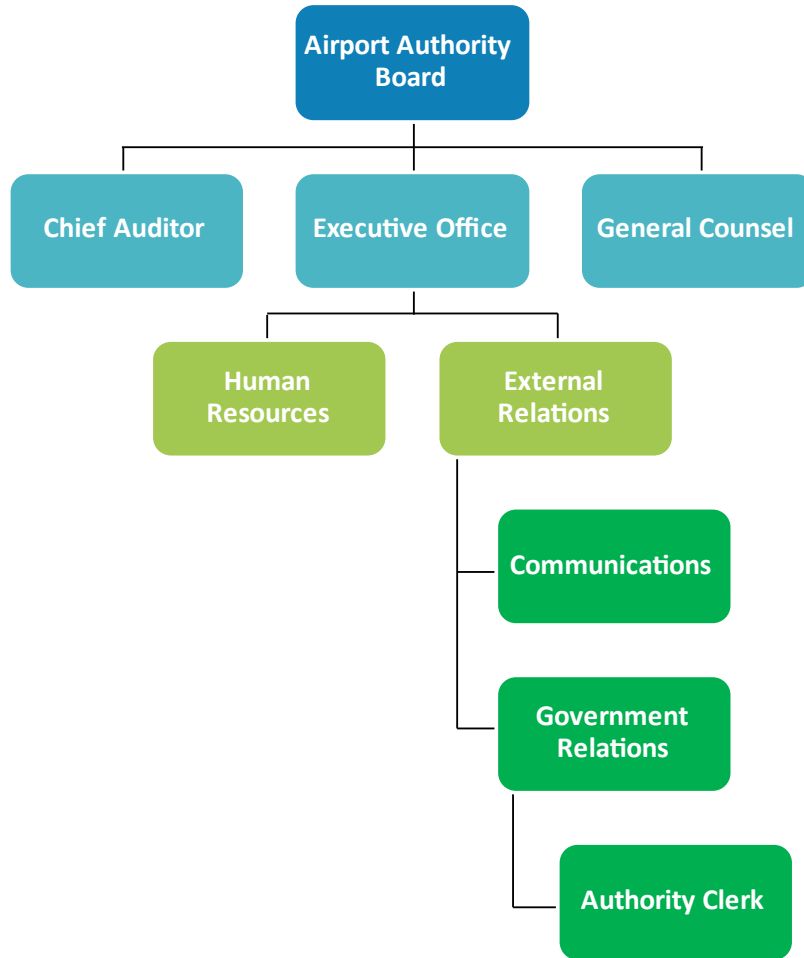 Airport Authority
Board
Chief Auditor
Executive Office
General Counsel
Human
Resources
External
Relations
Communications
Government
Relations
Authority Clerk